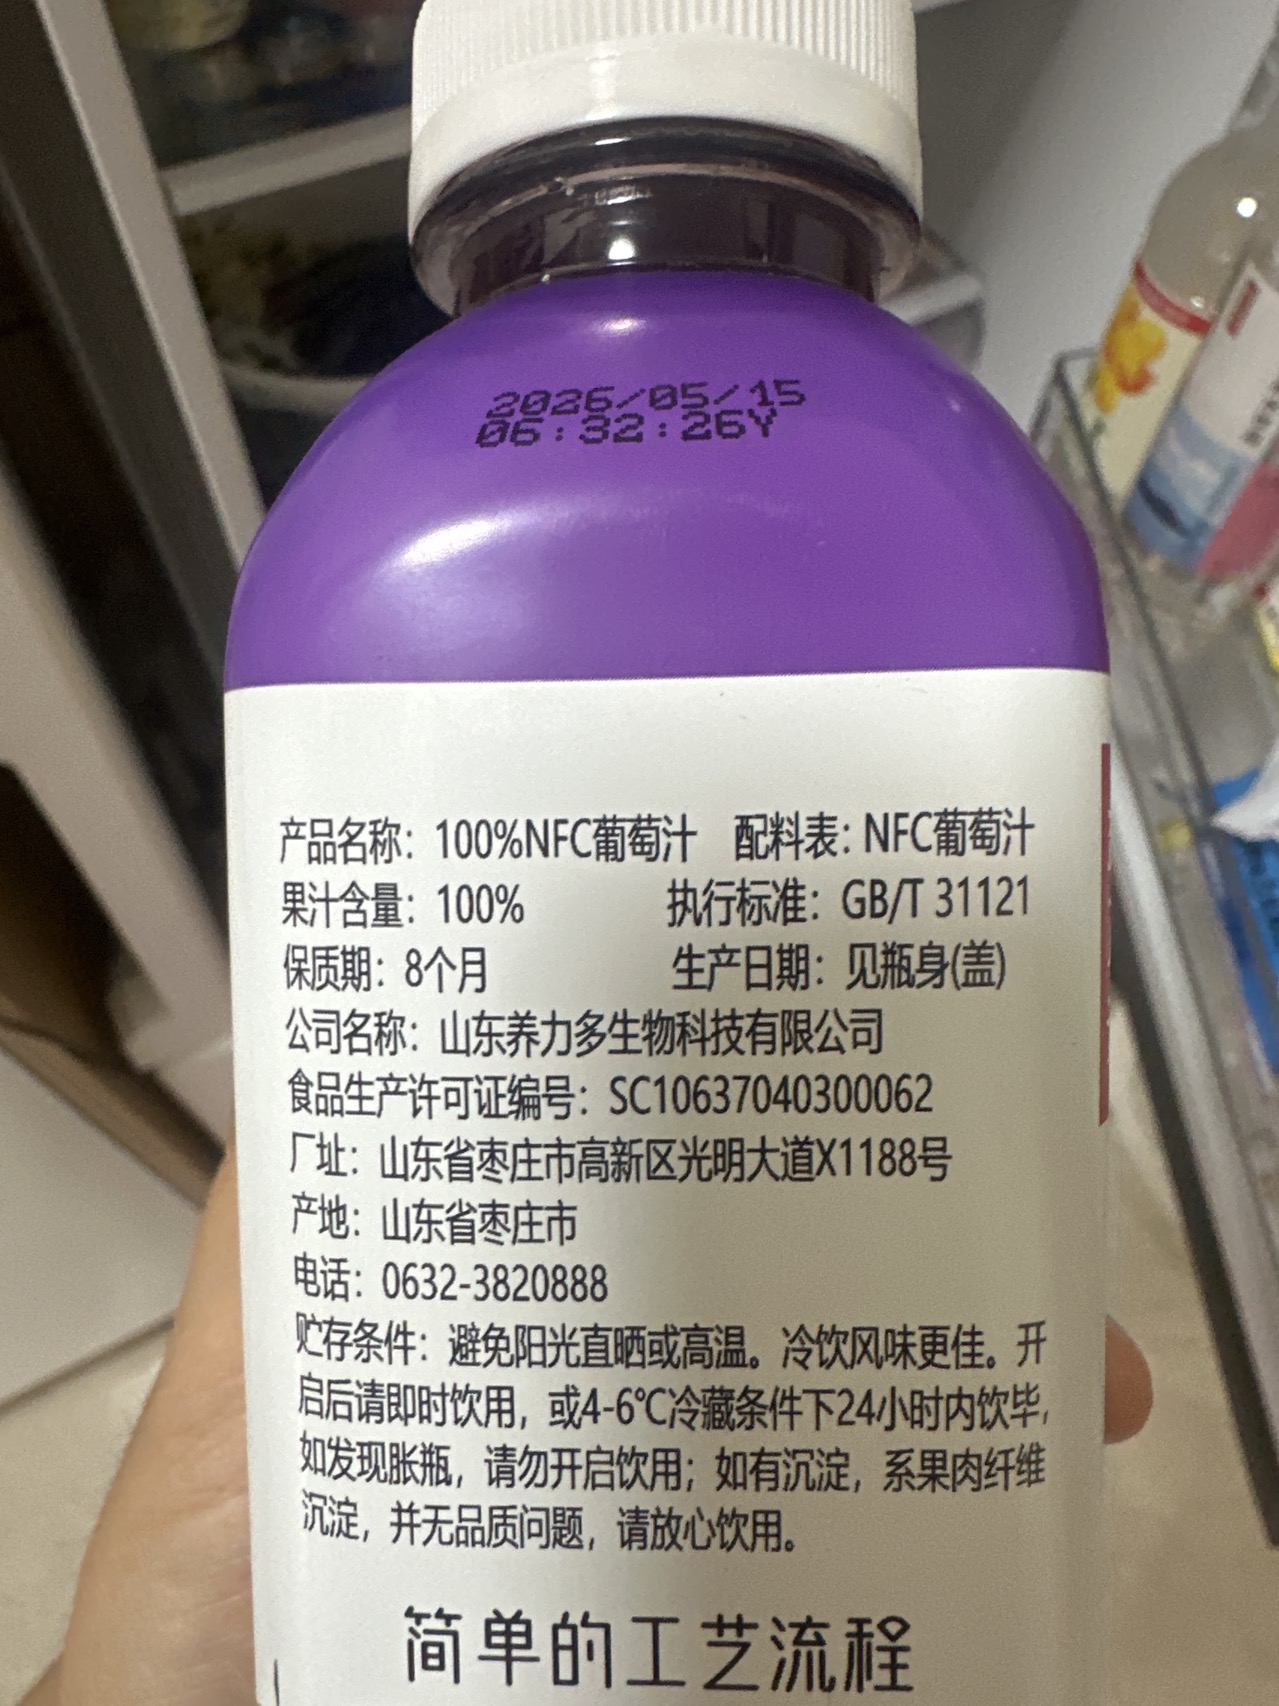 2026/05/15
06:32:26Y
产品名称：100%NFC葡萄汁 配料表：NFC葡萄汁
果汁含量：100% 执行标准：GB/T 31121
保质期：8个月 生产日期：见瓶身(盖)
公司名称：山东养力多生物科技有限公司
食品生产许可证编号：SC10637040300062
厂址：山东省枣庄市高新区光明大道X1188号
产地：山东省枣庄市
电话：0632-3820888
贮存条件：避免阳光直晒或高温。冷饮风味更佳。开
启后请即时饮用，或4-6℃冷藏条件下24小时内饮毕，
如发现胀瓶，请勿开启饮用；如有沉淀，系果肉纤维
沉淀，并无品质问题，请放心饮用。
简单的工艺流程